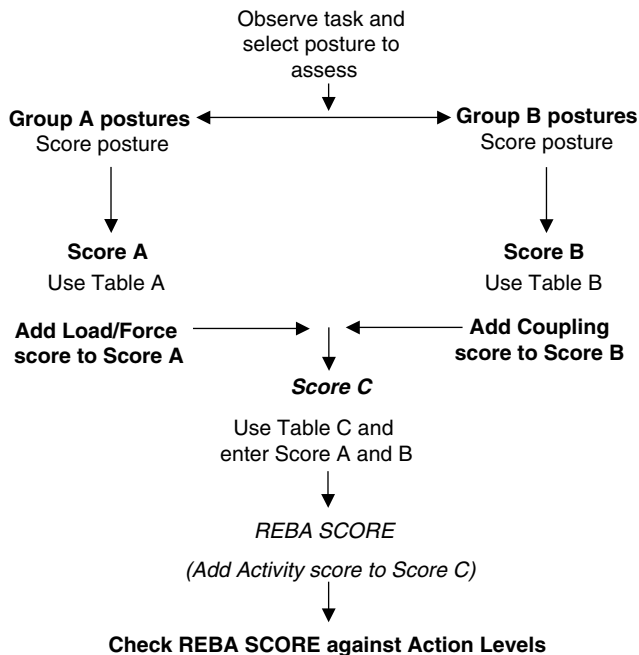 Observe task and
select posture to
assess
Group A postures
Score posture
Group B postures
Score posture
Score A
Use Table A
Score B
Use Table B
Add Load/Force
score to Score A
Add Coupling
score to Score B
Score C
Use Table C and
enter Score A and B
REBA SCORE
(Add Activity score to Score C)
Check REBA SCORE against Action Levels